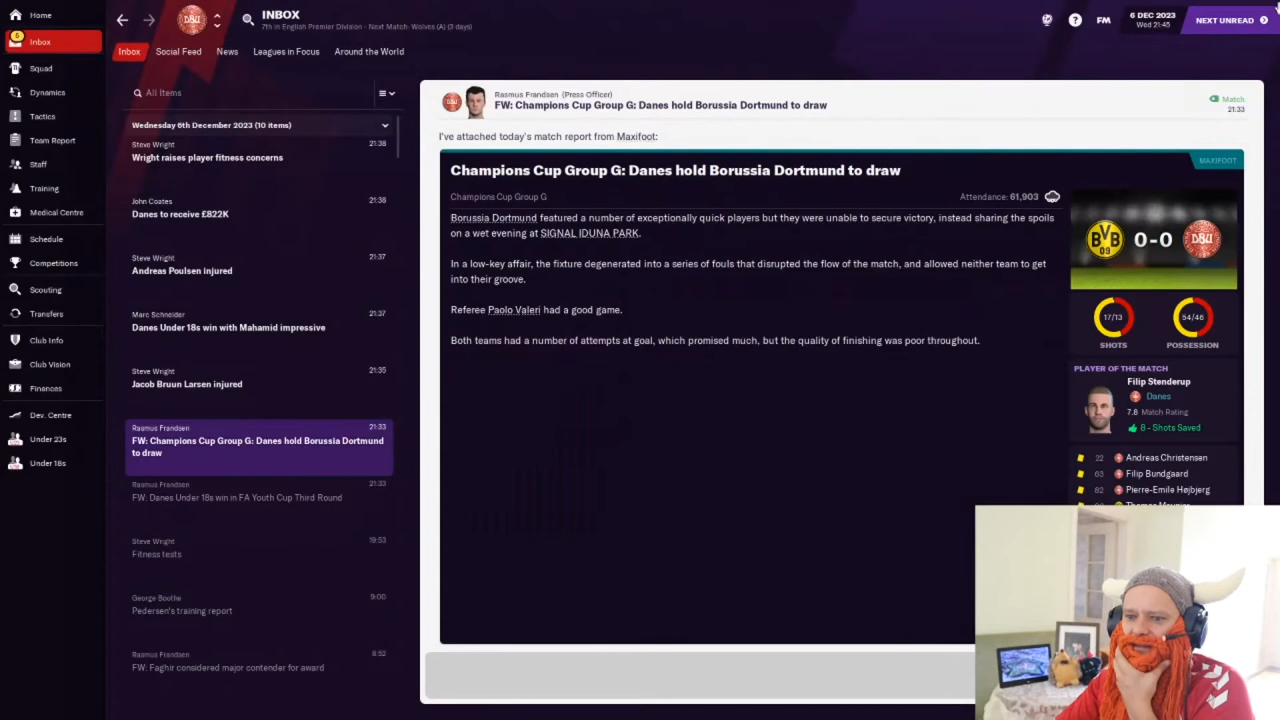 Home
INBOX
7th in English Premier Division - Next Match: Wolves (A) (3 days)
FM
6 DEC 2023
Wed 21:45
NEXT UNREAD
5
Inbox
Inbox
Social Feed
News
Leagues in Focus
Around the World
Squad
Dynamics
Tactics
Team Report
Staff
Training
Medical Centre
Schedule
Competitions
Scouting
Transfers
Club Info
Club Vision
Finances
Dev. Centre
Under 23s
Under 18s
All Items
Wednesday 6th December 2023 (10 items)
Steve Wright 21:38
Wright raises player fitness concerns
John Coates 21:38
Danes to receive £822K
Steve Wright 21:37
Andreas Poulsen injured
Marc Schneider 21:37
Danes Under 18s win with Mahamid impressive
Steve Wright 21:35
Jacob Bruun Larsen injured
Rasmus Frandsen 21:33
FW: Champions Cup Group G: Danes hold Borussia Dortmund
to draw
Rasmus Frandsen 21:33
FW: Danes Under 18s win in FA Youth Cup Third Round
Steve Wright 19:53
Fitness tests
George Boothe 9:00
Pedersen's training report
Rasmus Frandsen 8:52
FW: Faghir considered major contender for award
Rasmus Frandsen (Press Officer)
FW: Champions Cup Group G: Danes hold Borussia Dortmund to draw
Match
21:33
I've attached today's match report from Maxifoot:
MAXIFOOT
Champions Cup Group G: Danes hold Borussia Dortmund to draw
Champions Cup Group G
Attendance: 61,903
Borussia Dortmund featured a number of exceptionally quick players but they were unable to secure victory, instead sharing the spoils
on a wet evening at SIGNAL IDUNA PARK.
In a low-key affair, the fixture degenerated into a series of fouls that disrupted the flow of the match, and allowed neither team to get
into their groove.
Referee Paolo Valeri had a good game.
Both teams had a number of attempts at goal, which promised much, but the quality of finishing was poor throughout.
BVB
09
0-0
DBU
17/13
54/46
SHOTS
POSSESSION
PLAYER OF THE MATCH
Filip Stenderup
Danes
7.8 Match Rating
8 - Shots Saved
22 Andreas Christensen
63 Filip Bundgaard
82 Pierre-Emile Højbjerg